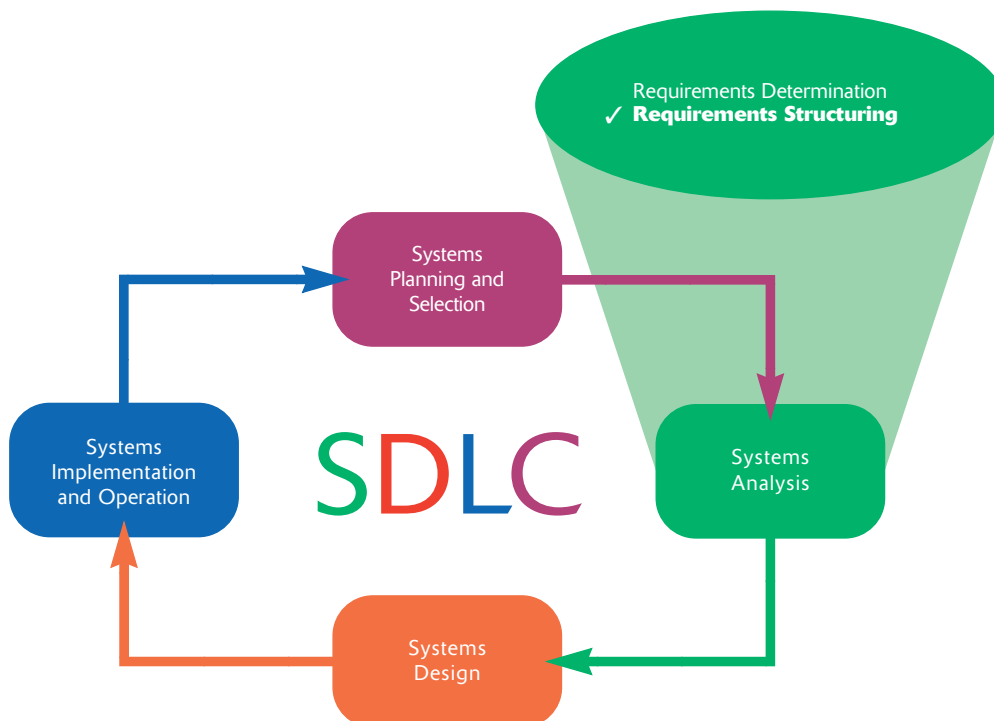 Requirements Determination
✓ Requirements Structuring
Systems
Planning and
Selection
Systems
Implementation
and Operation
SDLC
Systems
Analysis
Systems
Design